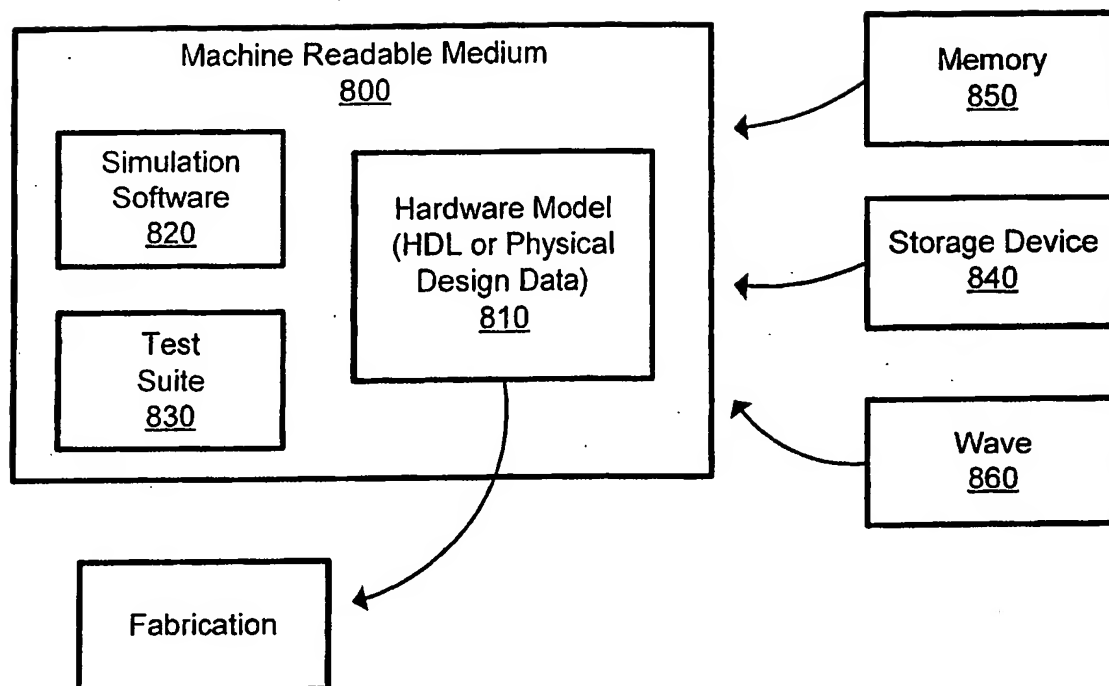 Machine Readable Medium
800
Simulation
Software
820
Test
Suite
830
Hardware Model
(HDL or Physical
Design Data)
810
Memory
850
Storage Device
840
Wave
860
Fabrication